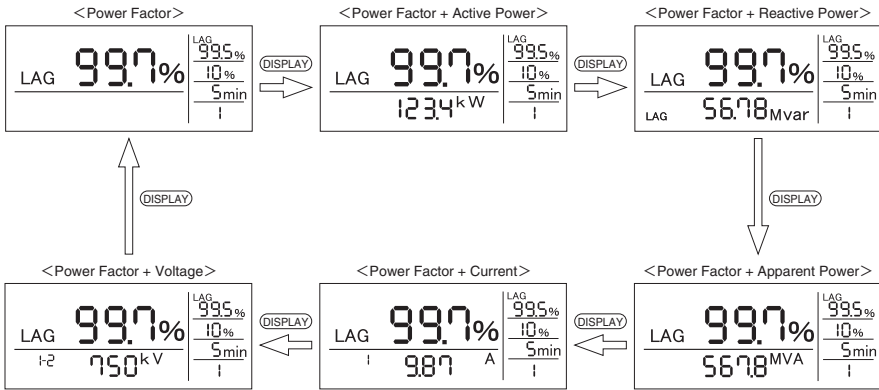 <Power Factor>
LAG 99.7%
LAG
99.5%
10%
5min
1
DISPLAY
<Power Factor + Active Power>
LAG 99.7%
123.4kW
LAG
99.5%
10%
5min
1
DISPLAY
<Power Factor + Reactive Power>
LAG 99.7%
LAG 56.78Mvar
LAG
99.5%
10%
5min
1
DISPLAY
DISPLAY
<Power Factor + Voltage>
LAG 99.7%
1-2 750kV
LAG
99.5%
10%
5min
1
DISPLAY
<Power Factor + Current>
LAG 99.7%
1 9.87 A
LAG
99.5%
10%
5min
1
DISPLAY
<Power Factor + Apparent Power>
LAG 99.7%
567.8MVA
LAG
99.5%
10%
5min
1